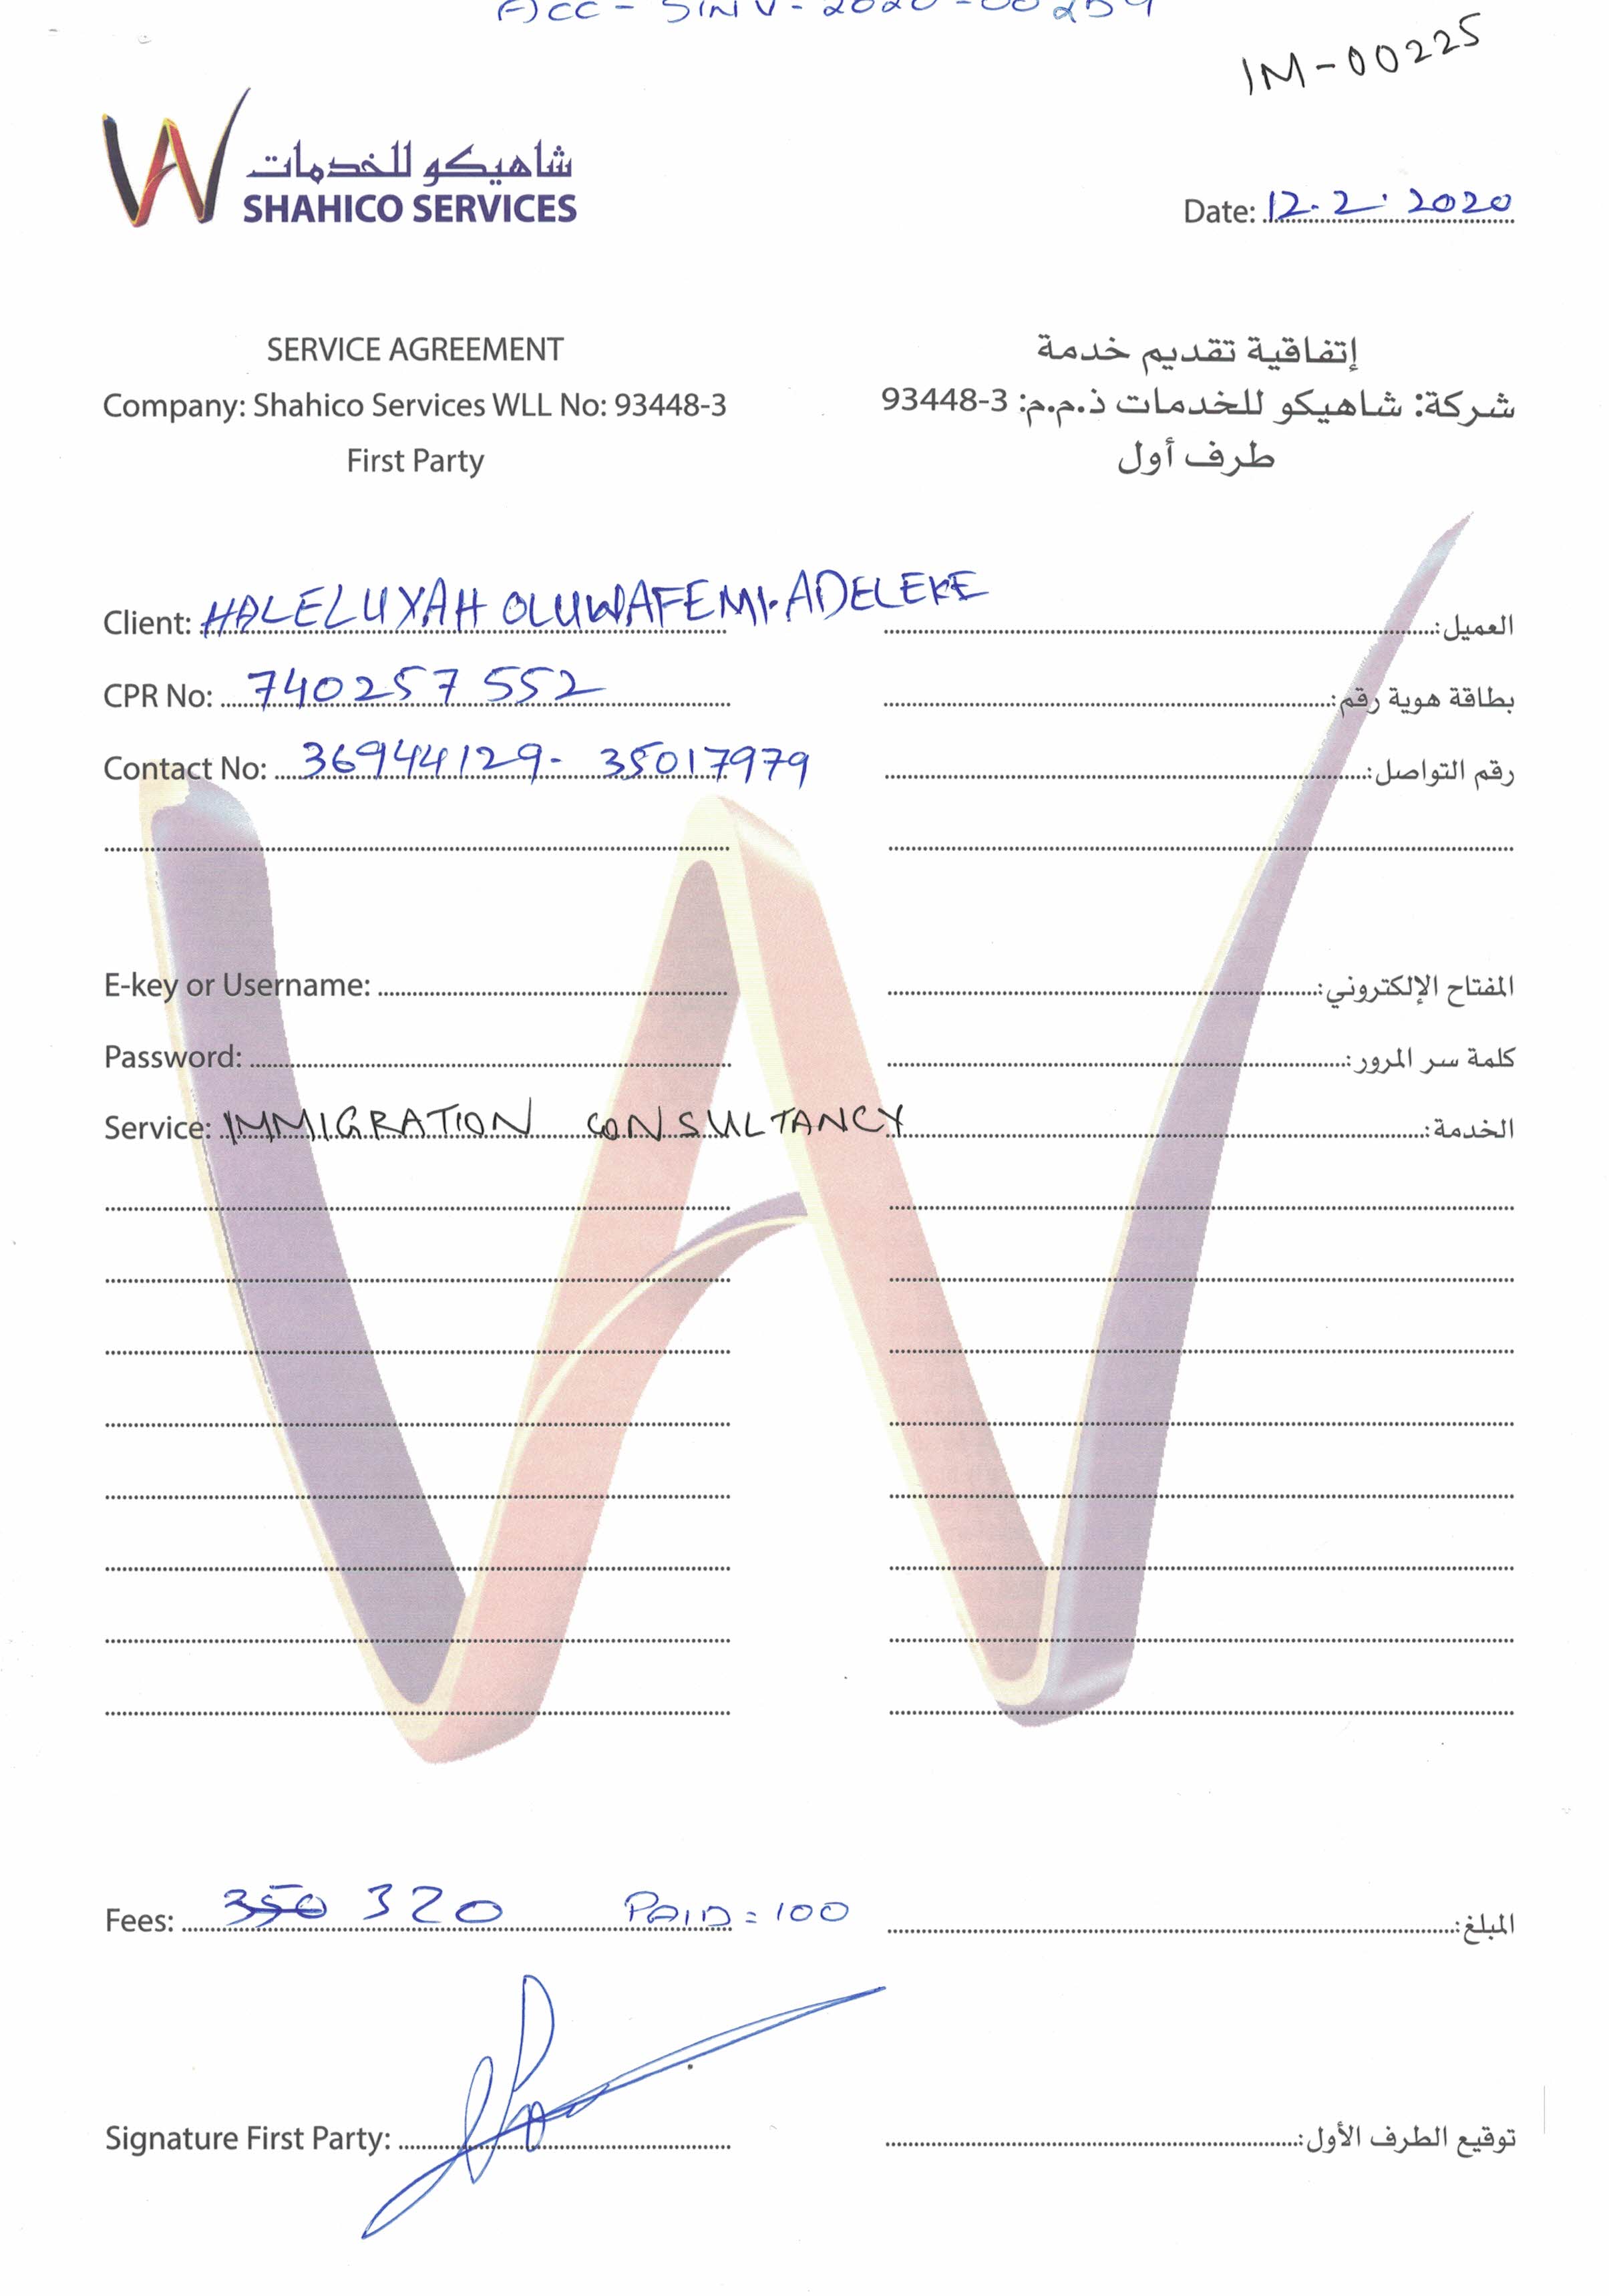 ACC - SINV - 2020 - 00259
IM-00225
شاهيكو للخدمات
SHAHICO SERVICES
Date: 12.2.2020
SERVICE AGREEMENT
إتفاقية تقديم خدمة
Company: Shahico Services WLL No: 93448-3
شركة: شاهيكو للخدمات ذ.م.م: 3-93448
First Party
طرف أول
Client: HALELUYAH OLUWAFEMI ADELEKE
العميل:
CPR No: 740257552
بطاقة هوية رقم:
Contact No: 36944129 - 35017979
رقم التواصل:
E-key or Username:
المفتاح الإلكتروني:
Password:
كلمة سر المرور:
Service: IMMIGRATION CONSULTANCY
الخدمة:
Fees: 350 320 PAID = 100
المبلغ:
Signature First Party:
توقيع الطرف الأول: